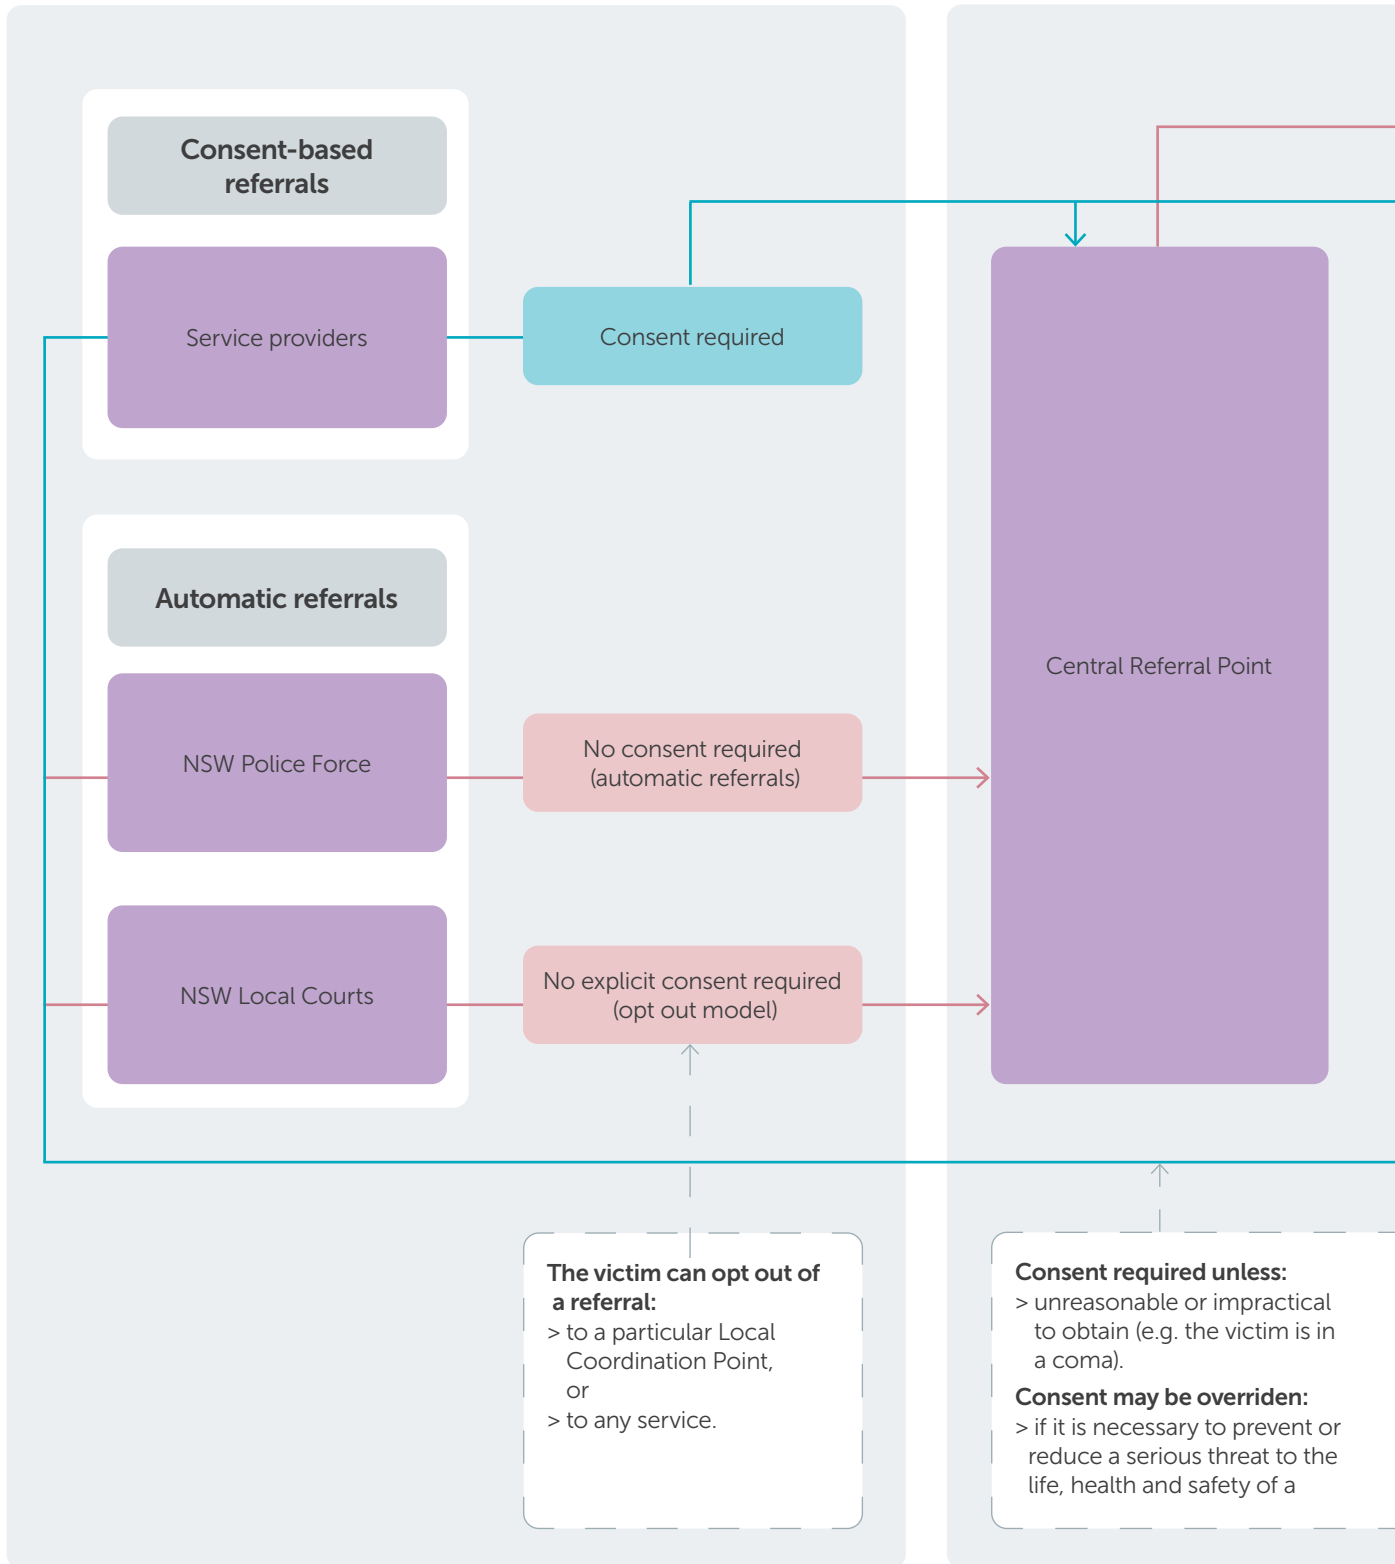 Consent-based
referrals
Service providers
Consent required
Automatic referrals
NSW Police Force
No consent required
(automatic referrals)
NSW Local Courts
No explicit consent required
(opt out model)
Central Referral Point
The victim can opt out of
a referral:
> to a particular Local
Coordination Point,
or
> to any service.
Consent required unless:
> unreasonable or impractical
to obtain (e.g. the victim is in
a coma).
Consent may be overriden:
> if it is necessary to prevent or
reduce a serious threat to the
life, health and safety of a